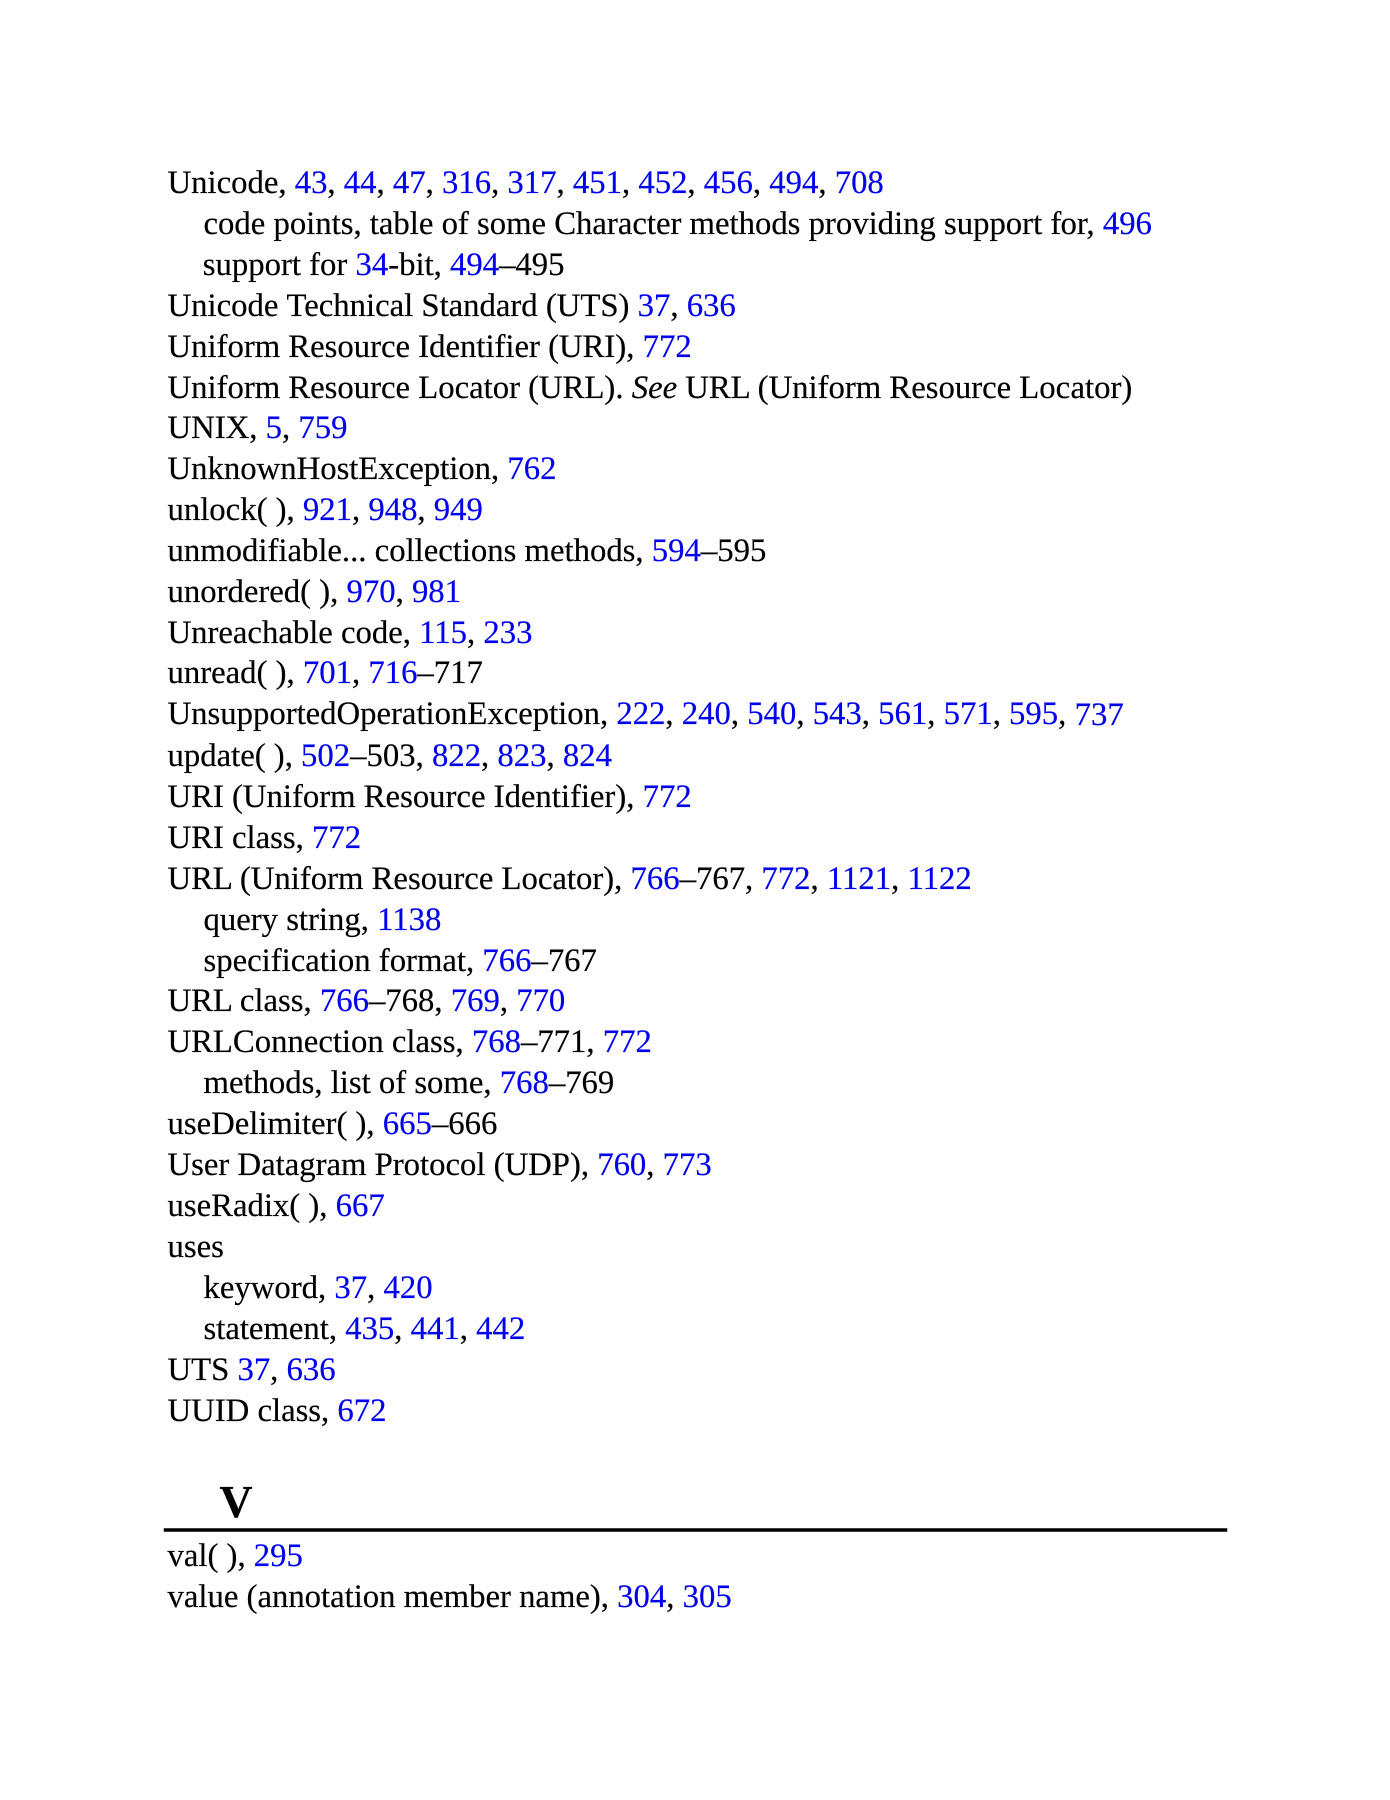 Unicode, 43, 44, 47, 316, 317, 451, 452, 456, 494, 708
code points, table of some Character methods providing support for, 496
support for 34-bit, 494–495
Unicode Technical Standard (UTS) 37, 636
Uniform Resource Identifier (URI), 772
Uniform Resource Locator (URL). See URL (Uniform Resource Locator)
UNIX, 5, 759
UnknownHostException, 762
unlock( ), 921, 948, 949
unmodifiable... collections methods, 594–595
unordered( ), 970, 981
Unreachable code, 115, 233
unread( ), 701, 716–717
UnsupportedOperationException, 222, 240, 540, 543, 561, 571, 595, 737
update( ), 502–503, 822, 823, 824
URI (Uniform Resource Identifier), 772
URI class, 772
URL (Uniform Resource Locator), 766–767, 772, 1121, 1122
query string, 1138
specification format, 766–767
URL class, 766–768, 769, 770
URLConnection class, 768–771, 772
methods, list of some, 768–769
useDelimiter( ), 665–666
User Datagram Protocol (UDP), 760, 773
useRadix( ), 667
uses
keyword, 37, 420
statement, 435, 441, 442
UTS 37, 636
UUID class, 672
V
val( ), 295
value (annotation member name), 304, 305